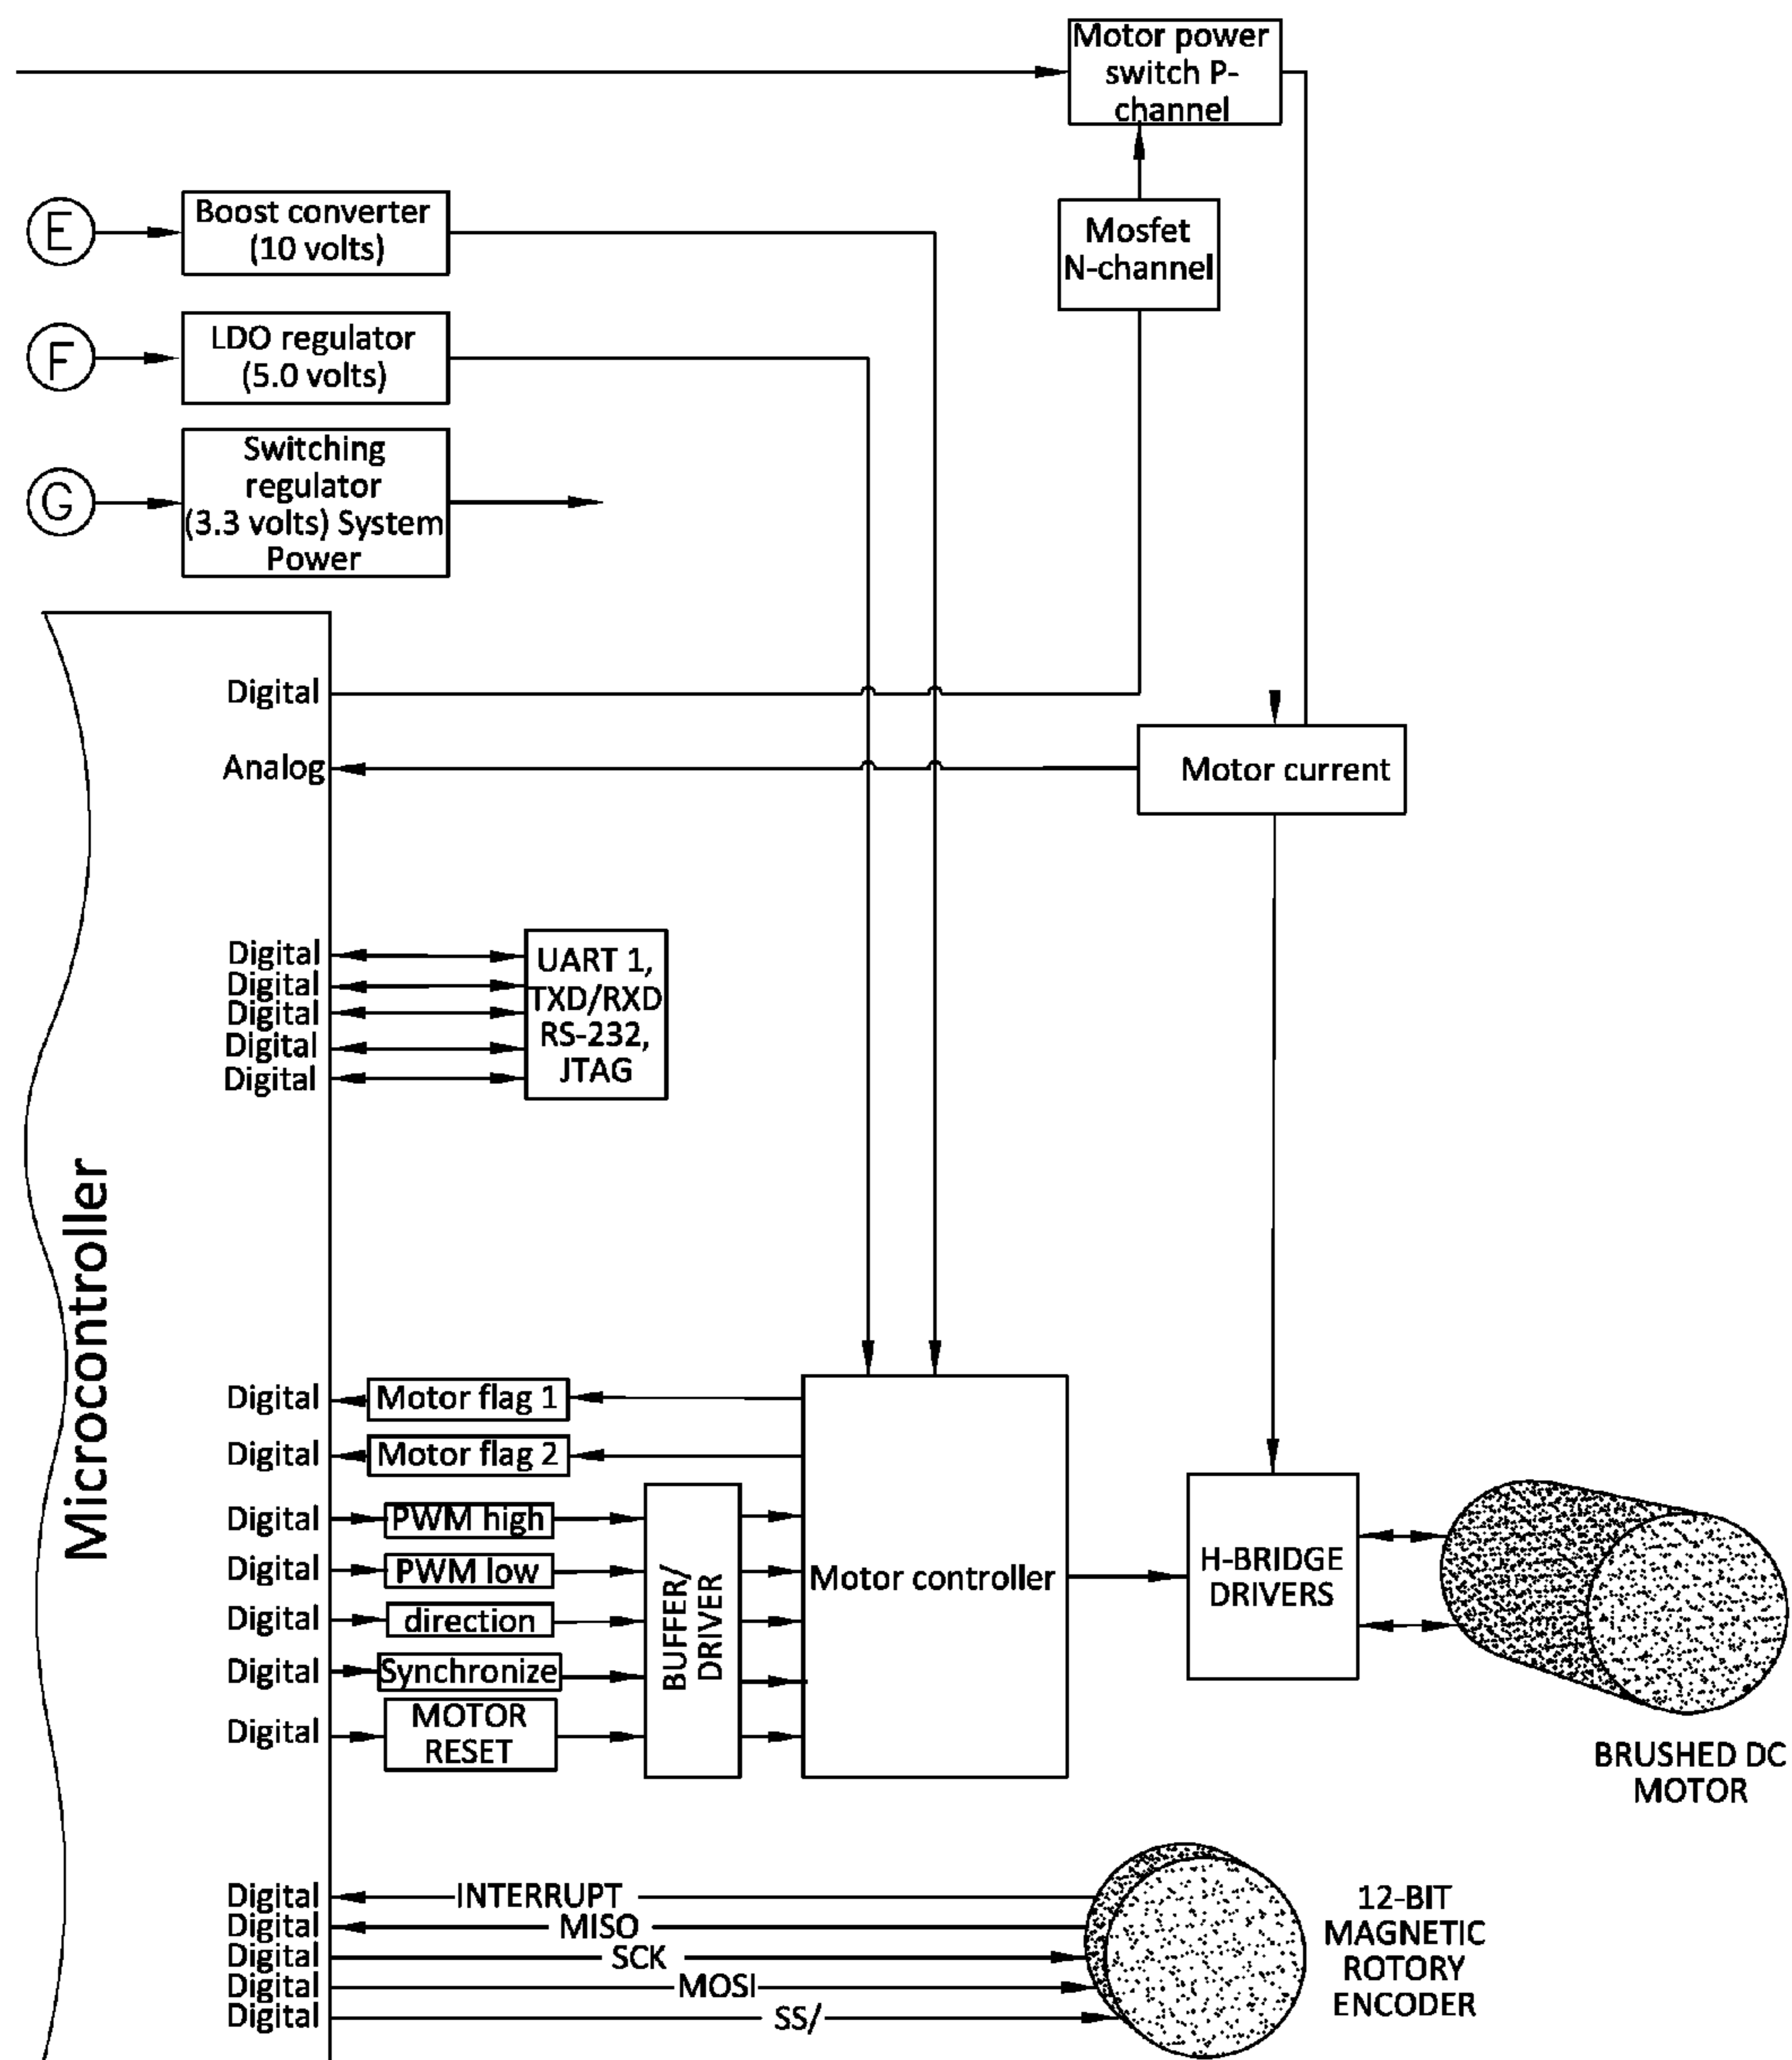 Motor power
switch P-
channel
E
Boost converter
(10 volts)
Mosfet
N-channel
F
LDO regulator
(5.0 volts)
G
Switching
regulator
(3.3 volts) System
Power
Digital
Analog
Motor current
Digital
Digital
Digital
Digital
Digital
UART 1,
TXD/RXD
RS-232,
JTAG
Microcontroller
Digital
Motor flag 1
Digital
Motor flag 2
Digital
PWM high
Digital
PWM low
Digital
direction
Digital
Synchronize
Digital
MOTOR
RESET
BUFFER/
DRIVER
Motor controller
H-BRIDGE
DRIVERS
BRUSHED DC
MOTOR
Digital
INTERRUPT
Digital
MISO
Digital
SCK
Digital
MOSI
Digital
SS/
12-BIT
MAGNETIC
ROTORY
ENCODER